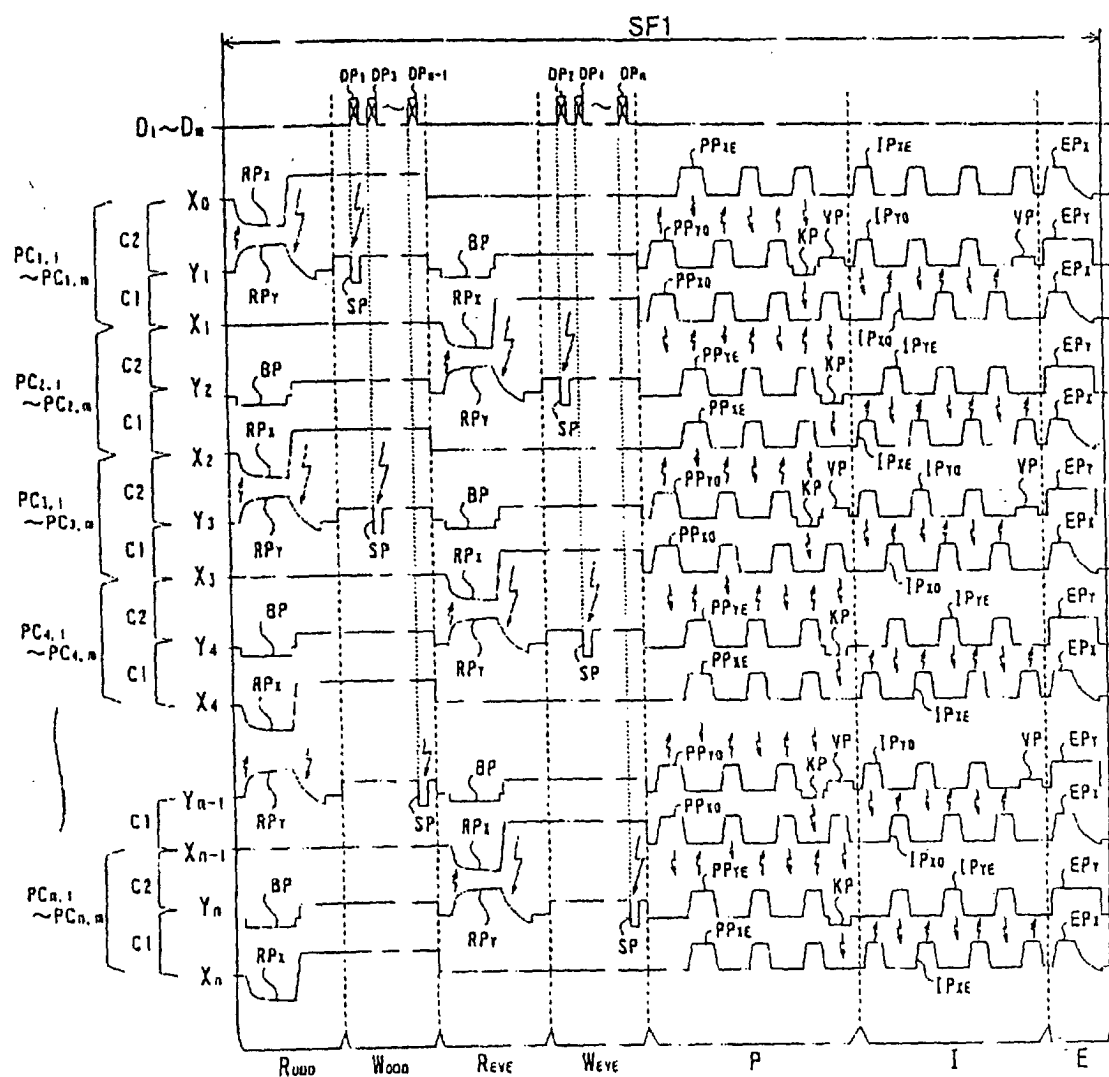 SF1
DP1 DP3 ~ DPn-1 DP2 DP4 ~ DPn
D1~Dm
PPXE IPXE EPX
RPX
X0
C2 BP PPYO KP VP IPYO VP EPY
PC1,1
~PC1,m
Y1
C1 RPY SP RPX PPXO IPXO EPX
X1
C2 BP PPYE KP IPYE EPY
PC2,1
~PC2,m
Y2
C1 RPX RPY SP PPXE IPXE EPX
X2
C2 BP PPYO KP VP IPYO VP EPY
PC3,1
~PC3,m
Y3
C1 RPY SP RPX PPXO IPXO EPX
X3
C2 BP PPYE KP IPYE EPY
PC4,1
~PC4,m
Y4
C1 RPX RPY SP PPXE IPXE EPX
X4
BP PPYO KP VP IPYO VP EPY
Yn-1
C1 RPY SP RPX PPXO IPXO EPX
Xn-1
C2 BP PPYE KP IPYE EPY
PCn,1
~PCn,m
Yn
C1 RPX RPY SP PPXE IPXE EPX
Xn
RODD WODD REVE WEVE P I E